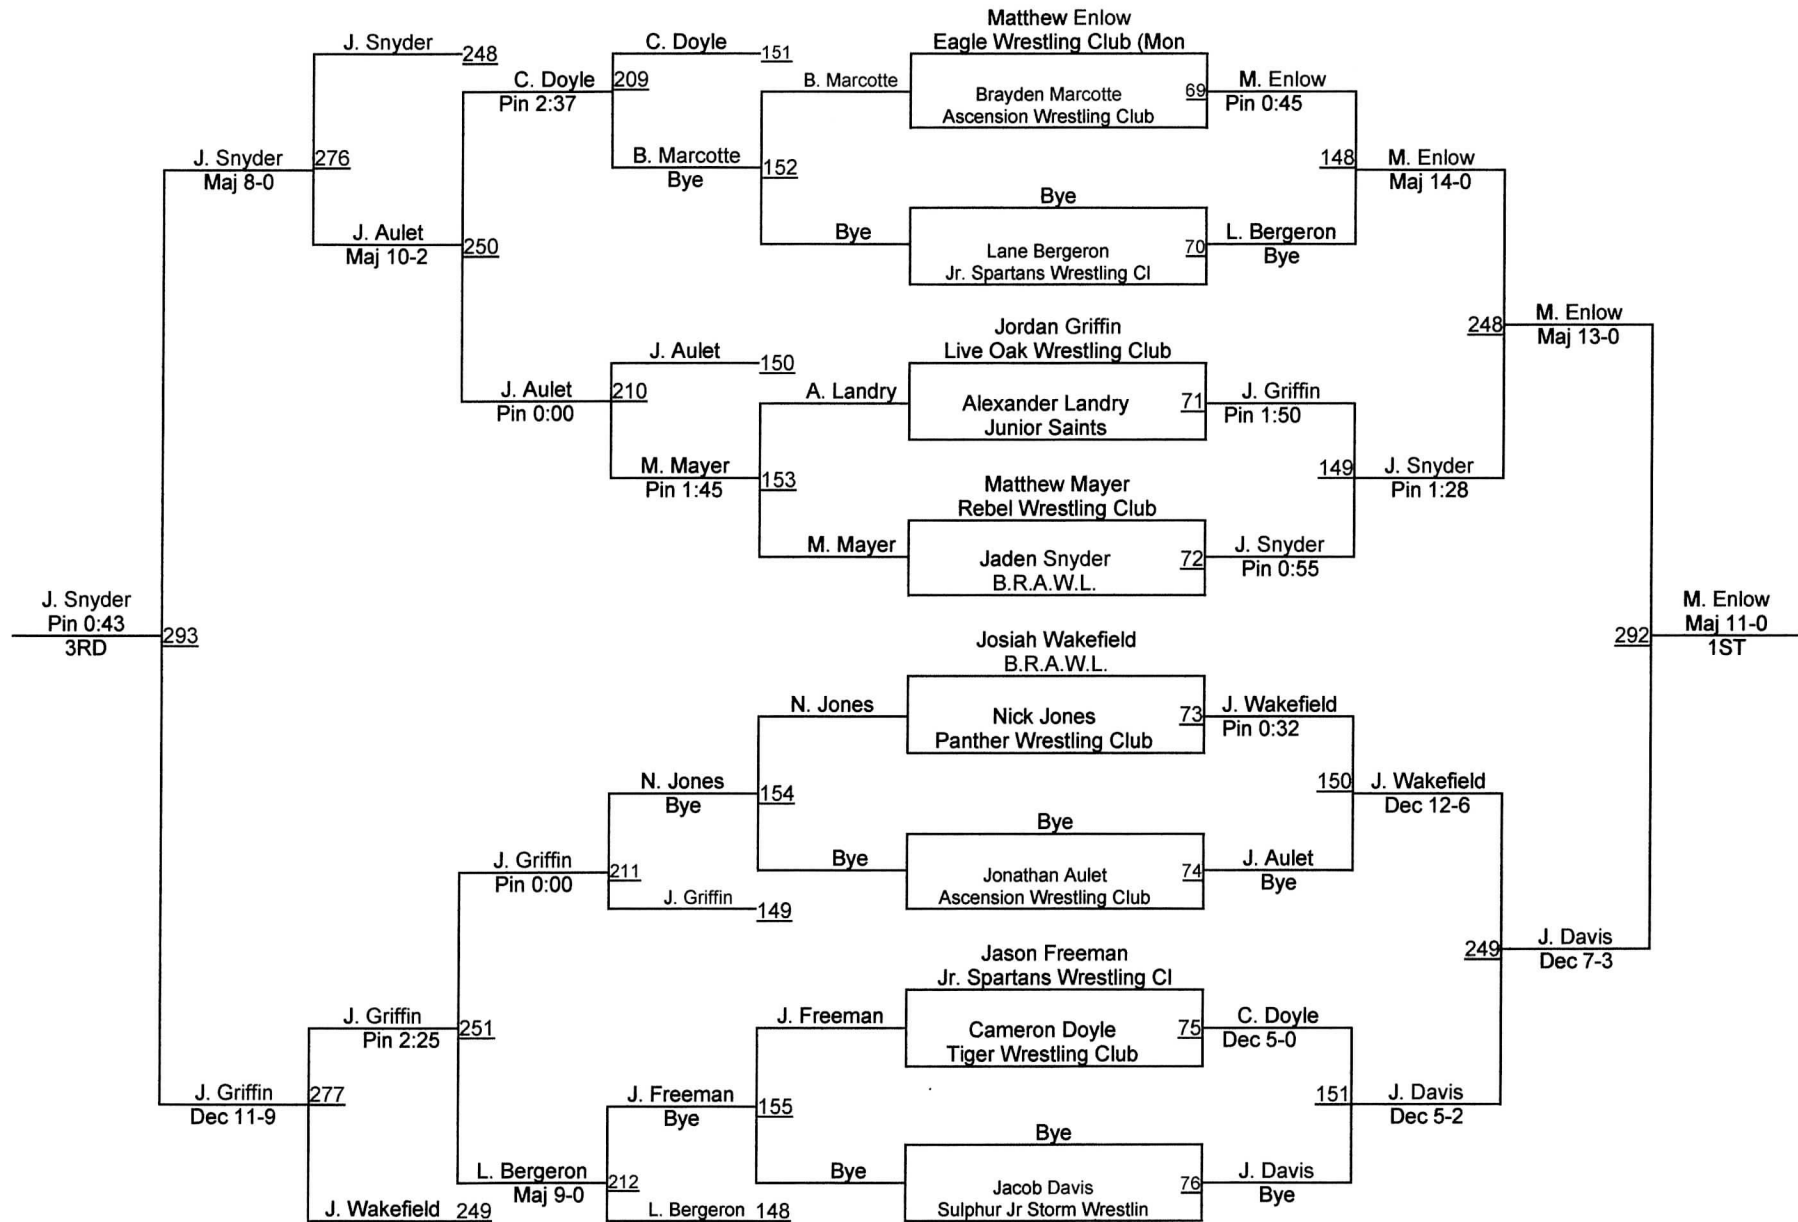 Matthew Enlow
Eagle Wrestling Club (Mon
J. Snyder
248
C. Doyle
151
C. Doyle
Pin 2:37
209
B. Marcotte
Brayden Marcotte
Ascension Wrestling Club
69
M. Enlow
Pin 0:45
J. Snyder
Maj 8-0
276
B. Marcotte
Bye
152
148
M. Enlow
Maj 14-0
Bye
J. Aulet
Maj 10-2
250
Bye
Lane Bergeron
Jr. Spartans Wrestling Cl
70
L. Bergeron
Bye
Jordan Griffin
Live Oak Wrestling Club
248
M. Enlow
Maj 13-0
J. Aulet
150
J. Aulet
Pin 0:00
210
A. Landry
Alexander Landry
Junior Saints
71
J. Griffin
Pin 1:50
M. Mayer
Pin 1:45
153
Matthew Mayer
Rebel Wrestling Club
149
J. Snyder
Pin 1:28
M. Mayer
Jaden Snyder
B.R.A.W.L.
72
J. Snyder
Pin 0:55
J. Snyder
Pin 0:43
3RD
293
292
M. Enlow
Maj 11-0
1ST
Josiah Wakefield
B.R.A.W.L.
N. Jones
Nick Jones
Panther Wrestling Club
73
J. Wakefield
Pin 0:32
N. Jones
Bye
154
150
J. Wakefield
Dec 12-6
Bye
J. Griffin
Pin 0:00
211
Bye
Jonathan Aulet
Ascension Wrestling Club
74
J. Aulet
Bye
J. Griffin
149
Jason Freeman
Jr. Spartans Wrestling Cl
249
J. Davis
Dec 7-3
J. Griffin
Pin 2:25
251
J. Freeman
Cameron Doyle
Tiger Wrestling Club
75
C. Doyle
Dec 5-0
J. Griffin
Dec 11-9
277
J. Freeman
Bye
155
151
J. Davis
Dec 5-2
Bye
L. Bergeron
Maj 9-0
212
Bye
Jacob Davis
Sulphur Jr Storm Wrestlin
76
J. Davis
Bye
J. Wakefield
249
L. Bergeron
148